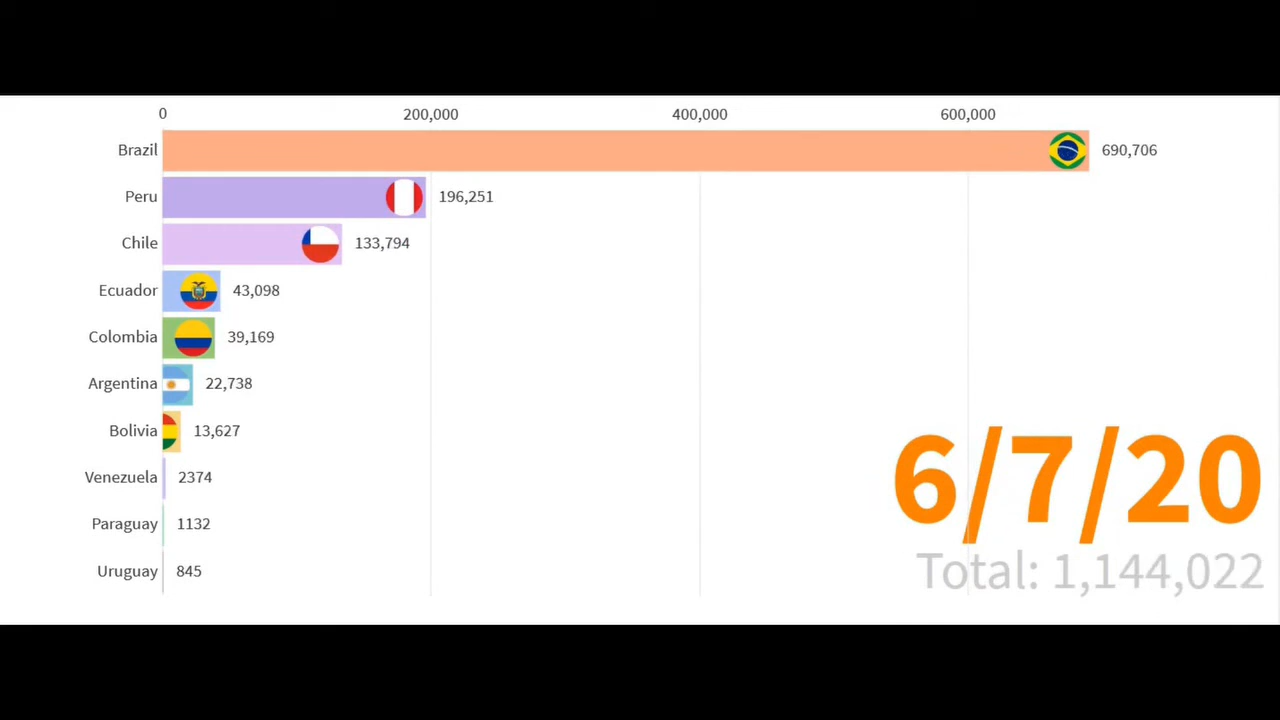 0 200,000 400,000 600,000
Brazil 690,706
Peru 196,251
Chile 133,794
Ecuador 43,098
Colombia 39,169
Argentina 22,738
Bolivia 13,627
Venezuela 2374
Paraguay 1132
Uruguay 845
6/7/20
Total: 1,144,022